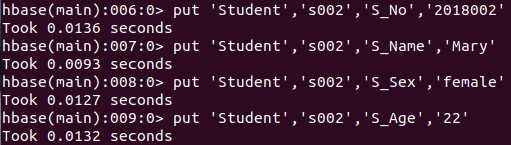 hbase(main):006:0> put 'Student','s002','S_No','2018002'
Took 0.0136 seconds
hbase(main):007:0> put 'Student','s002','S_Name','Mary'
Took 0.0093 seconds
hbase(main):008:0> put 'Student','s002','S_Sex','female'
Took 0.0127 seconds
hbase(main):009:0> put 'Student','s002','S_Age','22'
Took 0.0132 seconds